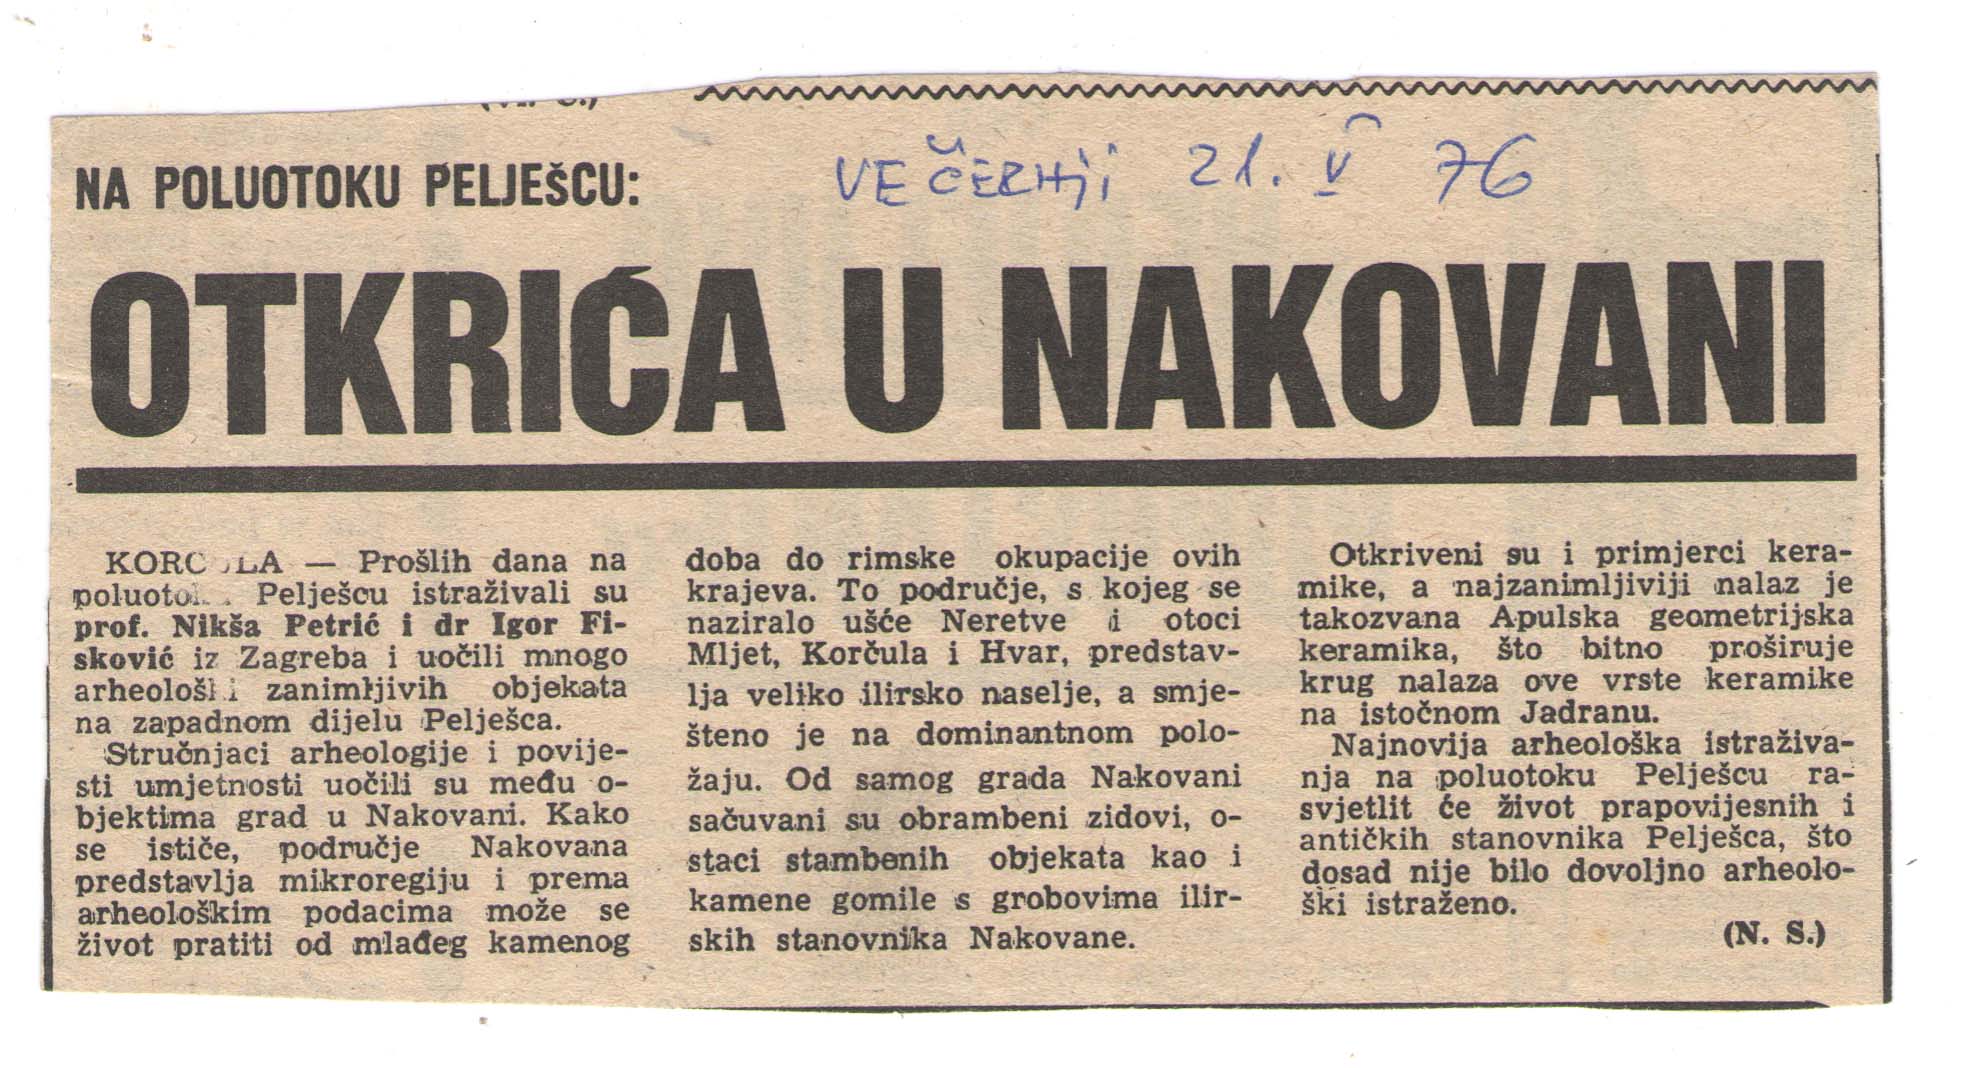 NA POLUOTOKU PELJEŠCU:
VEČERNJI 21. V 76
OTKRIĆA U NAKOVANI
— Prošlih dana na
Pelješcu istraživali su
prof. Nikša Petrić i dr Igor Fi-
sković iz Zagreba i uočili mnogo
zanimljivih objekata
na zapadnom dijelu Pelješca.
Stručnjaci arheologije i povije-
sti umjetnosti uočili su među o-
bjektima grad u Nakovani. Kako
se ističe, područje Nakovana
predstavlja mikroregiju i prema
arheološkim podacima može se
život pratiti od mlađeg kamenog
doba do rimske okupacije ovih
krajeva. To područje, s kojeg se
naziralo ušće Neretve i otoci
Mljet, Korčula i Hvar, predstav-
lja veliko ilirsko naselje, a smje-
šteno je na dominantnom polo-
žaju. Od samog grada Nakovani
sačuvani su obrambeni zidovi, o-
staci stambenih objekata kao i
kamene gomile s grobovima ilir-
skih stanovnika Nakovane.
Otkriveni su i primjerci kera-
mike, a najzanimljiviji nalaz je
takozvana Apulska geometrijska
keramika, što bitno proširuje
krug nalaza ove vrste keramike
na istočnom Jadranu.
Najnovija arheološka istraživa-
nja na poluotoku Pelješcu ra-
svjetlit će život prapovijesnih i
antičkih stanovnika Pelješca, što
dosad nije bilo dovoljno arheolo-
ški istraženo.
(N. S.)